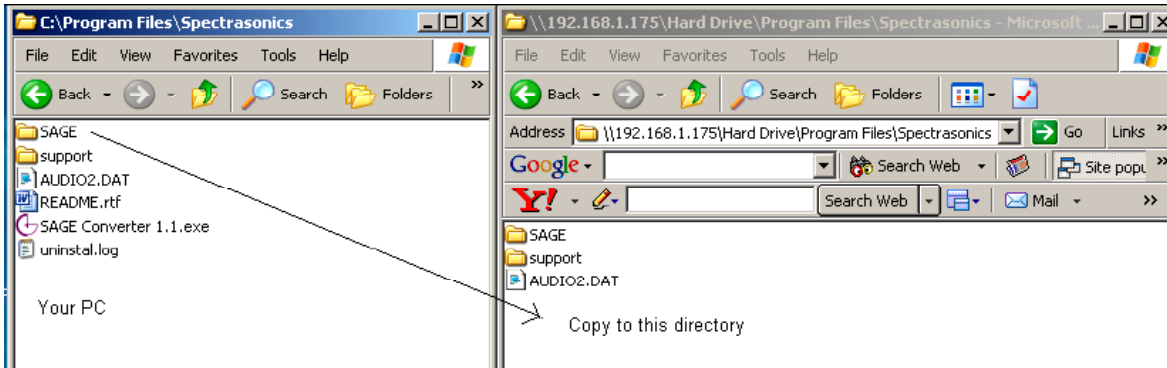 C:\Program Files\Spectrasonics
File Edit View Favorites Tools Help
Back Search Folders »
SAGE
support
AUDIO2.DAT
README.rtf
SAGE Converter 1.1.exe
uninstal.log
Your PC
\\192.168.1.175\Hard Drive\Program Files\Spectrasonics - Microsoft ...
File Edit View Favorites Tools Help
Back Search Folders
Address \\192.168.1.175\Hard Drive\Program Files\Spectrasonics Go Links »
Google Search Web Site popu »
Y! Search Web Mail »
SAGE
support
AUDIO2.DAT
Copy to this directory